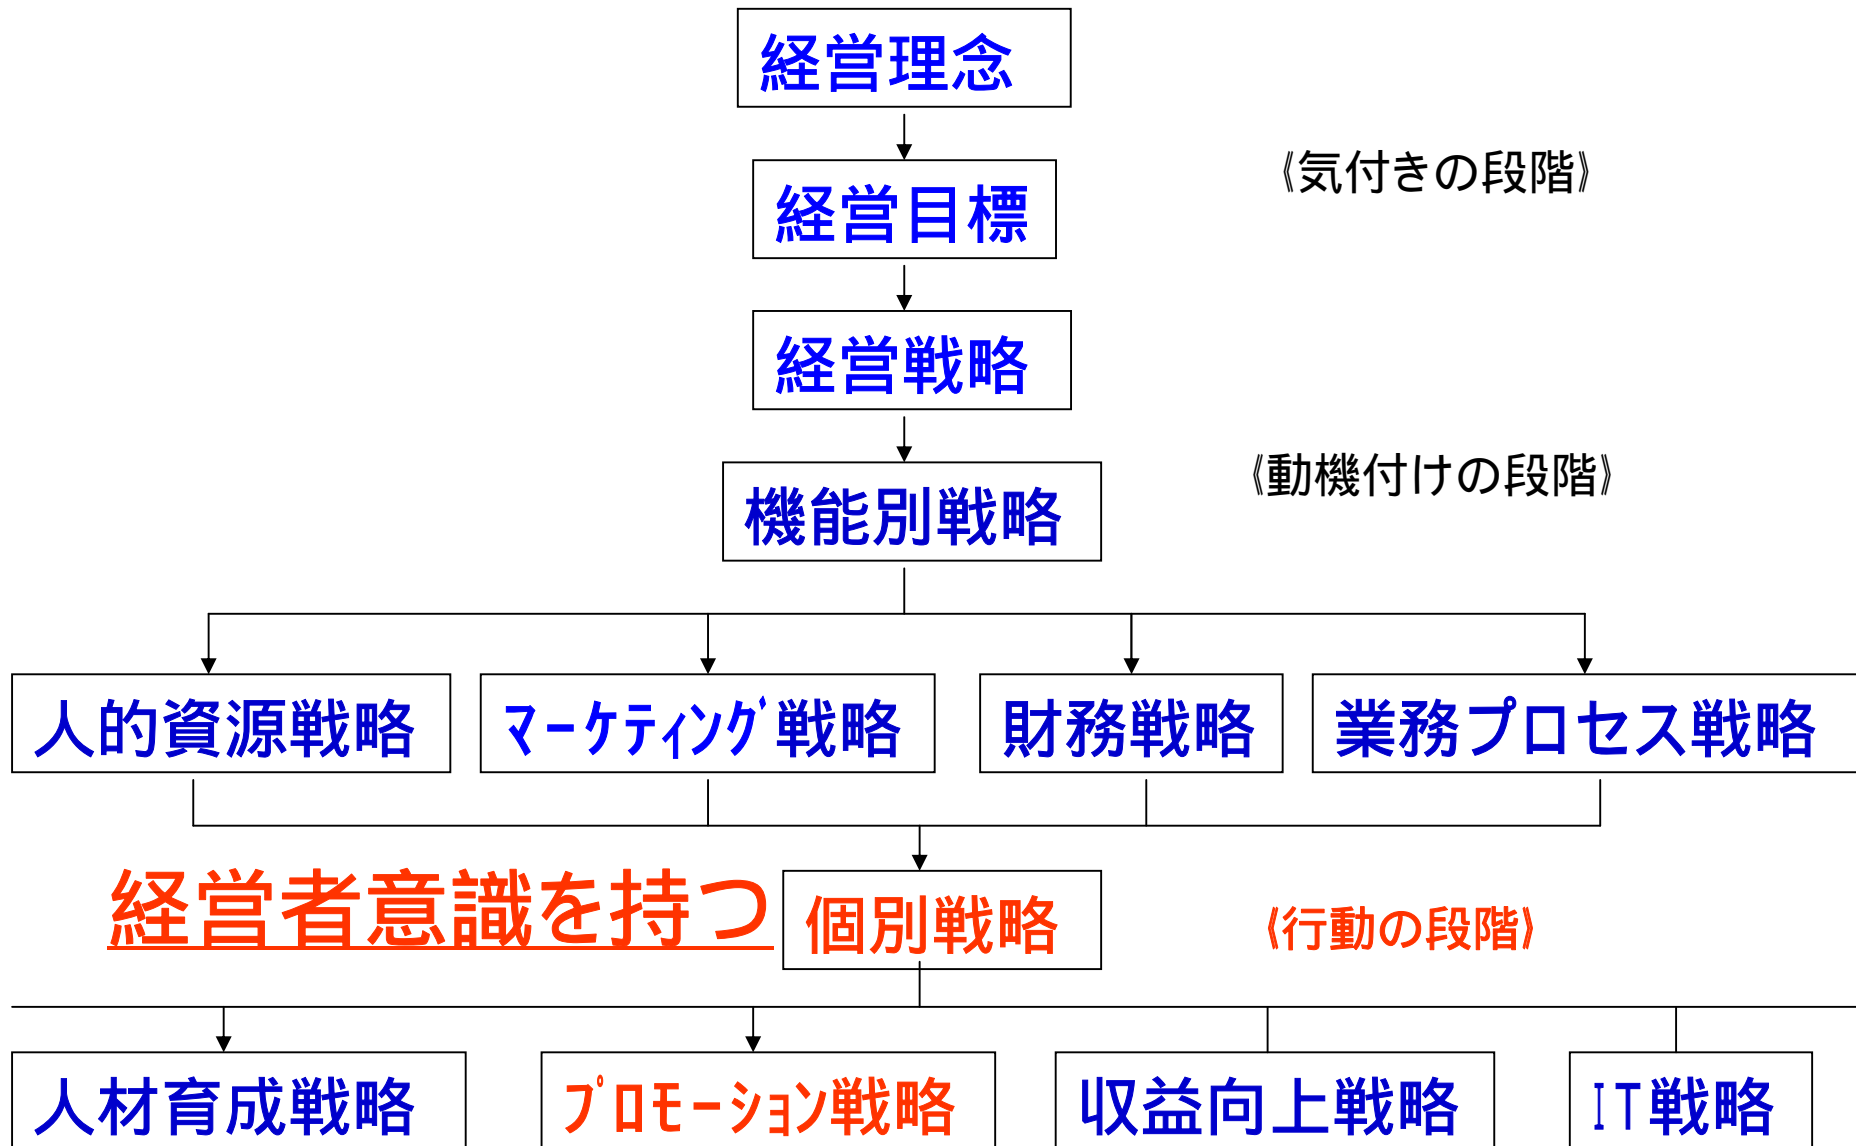 経営理念
《気付きの段階》
経営目標
経営戦略
《動機付けの段階》
機能別戦略
人的資源戦略
ﾏｰｹﾃｨﾝｸﾞ戦略
財務戦略
業務プロセス戦略
経営者意識を持つ
個別戦略
《行動の段階》
人材育成戦略
ﾌﾟﾛﾓｰｼｮﾝ戦略
収益向上戦略
IT戦略